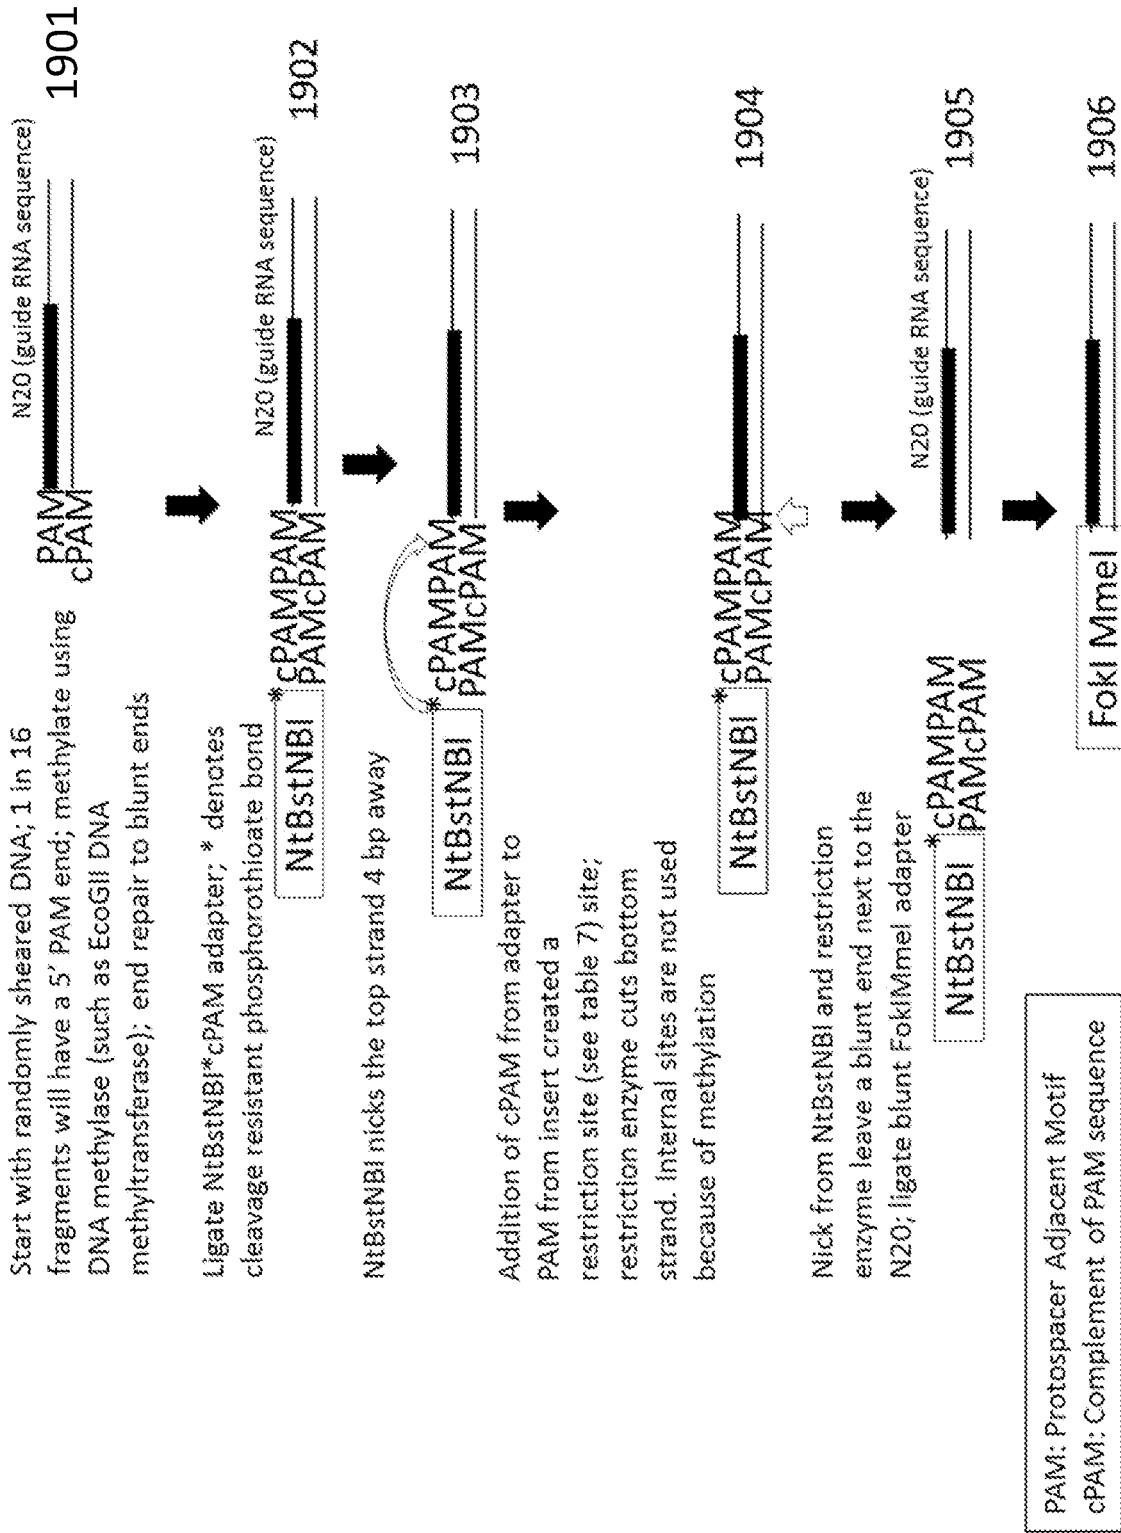 Start with randomly sheared DNA; 1 in 16
fragments will have a 5' PAM end; methylate using
DNA methylase (such as EcoGII DNA
methyltransferase); end repair to blunt ends
N20 (guide RNA sequence)
PAM
cPAM
1901
Ligate NtBstNBI*cPAM adapter; * denotes
cleavage resistant phosphorothioate bond
N20 (guide RNA sequence)
NtBstNBI
*cPAMPAM
PAMcPAM
1902
NtBstNBI nicks the top strand 4 bp away
NtBstNBI
*cPAMPAM
PAMcPAM
1903
Addition of cPAM from adapter to
PAM from insert created a
restriction site (see table 7) site;
restriction enzyme cuts bottom
strand. Internal sites are not used
because of methylation
NtBstNBI
*cPAMPAM
PAMcPAM
1904
Nick from NtBstNBI and restriction
enzyme leave a blunt end next to the
N20; ligate blunt FokIMmeI adapter
N20 (guide RNA sequence)
NtBstNBI
*cPAMPAM
PAMcPAM
1905
FokI MmeI
1906
PAM: Protospacer Adjacent Motif
cPAM: Complement of PAM sequence